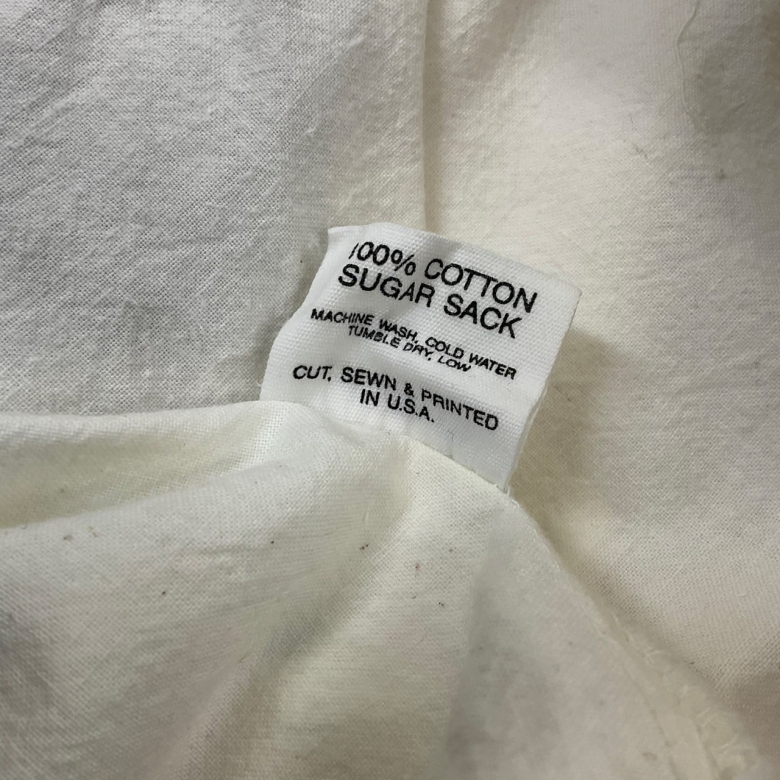 100% COTTON
SUGAR SACK
MACHINE WASH, COLD WATER
TUMBLE DRY, LOW
CUT, SEWN & PRINTED
IN U.S.A.